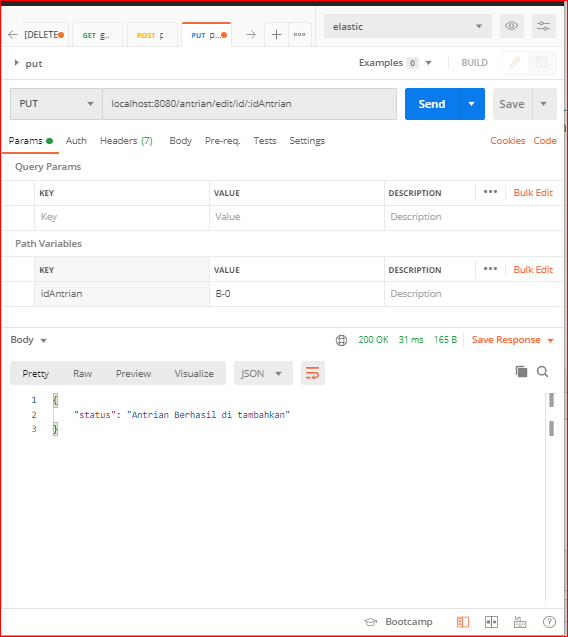 [DELETE GET g.. POST p PUT p... elastic
put Examples 0 BUILD
PUT localhost:8080/antrian/edit/id/:idAntrian Send Save
Params Auth Headers (7) Body Pre-req. Tests Settings Cookies Code
Query Params
KEY VALUE DESCRIPTION Bulk Edit
Key Value Description
Path Variables
KEY VALUE DESCRIPTION Bulk Edit
idAntrian B-0 Description
Body 200 OK 31 ms 165 B Save Response
Pretty Raw Preview Visualize JSON
1 {
2 "status": "Antrian Berhasil di tambahkan"
3 }
Bootcamp